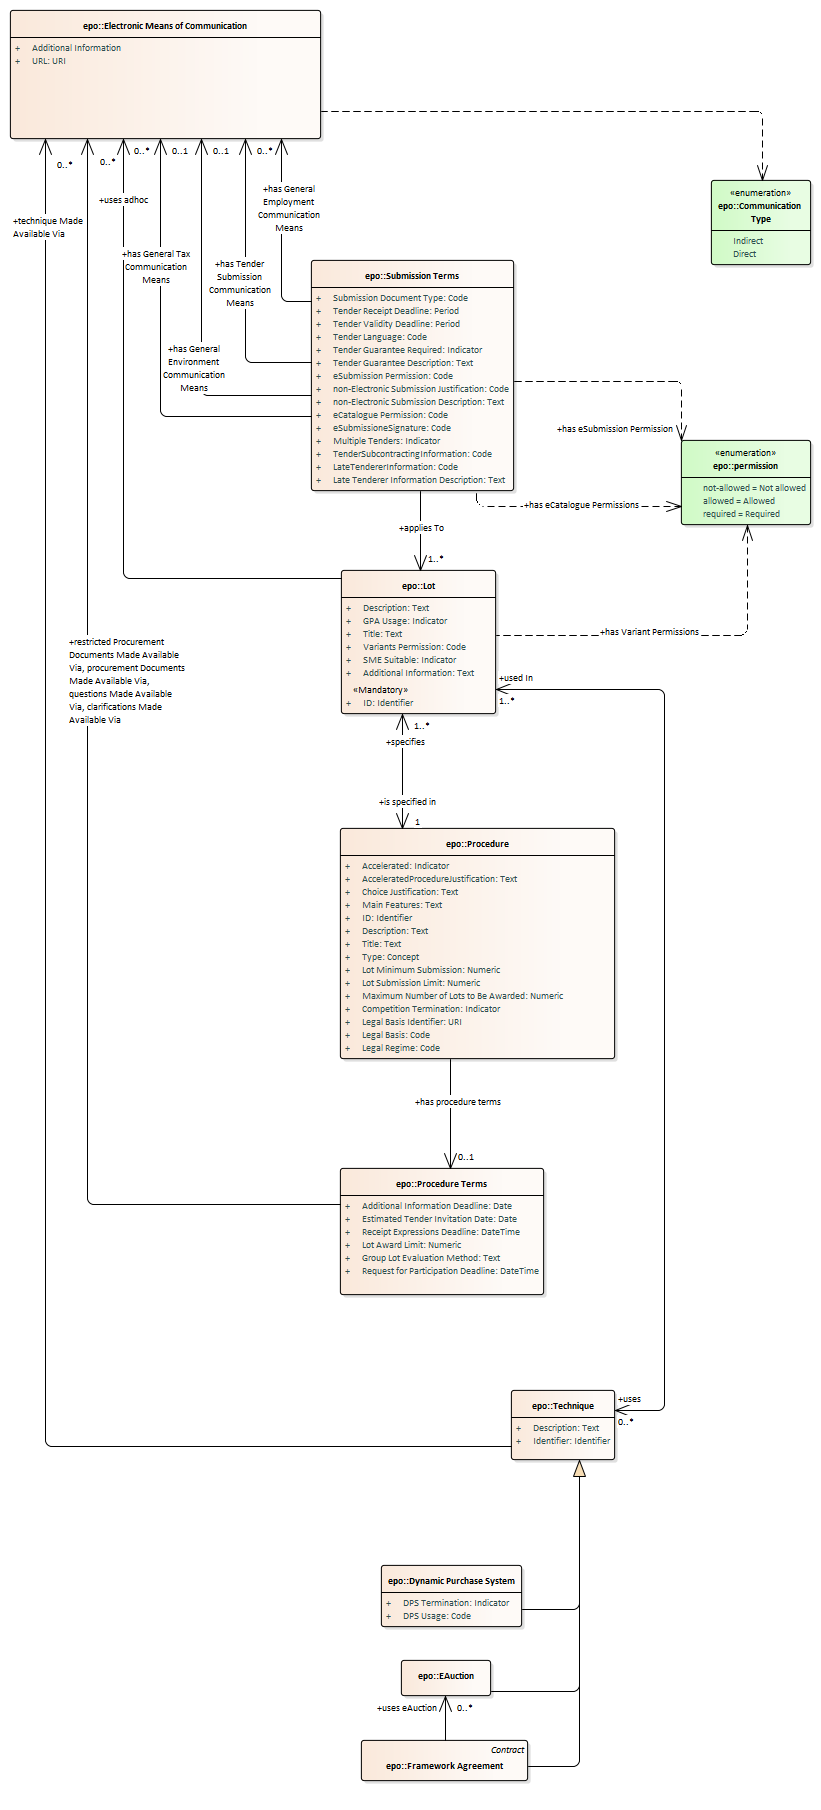 epo::Electronic Means of Communication
+ Additional Information
+ URL: URI
0..*
0..*
0..*
0..1
0..1
0..*
+technique Made
Available Via
+uses adhoc
+has General Tax
Communication
Means
+has General
Environment
Communication
Means
+has Tender
Submission
Communication
Means
+has General
Employment
Communication
Means
«enumeration»
epo::Communication
Type
Indirect
Direct
epo::Submission Terms
+ Submission Document Type: Code
+ Tender Receipt Deadline: Period
+ Tender Validity Deadline: Period
+ Tender Language: Code
+ Tender Guarantee Required: Indicator
+ Tender Guarantee Description: Text
+ eSubmission Permission: Code
+ non-Electronic Submission Justification: Code
+ non-Electronic Submission Description: Text
+ eCatalogue Permission: Code
+ eSubmissioneSignature: Code
+ Multiple Tenders: Indicator
+ TenderSubcontractingInformation: Code
+ LateTendererInformation: Code
+ Late Tenderer Information Description: Text
+has eSubmission Permission
«enumeration»
epo::permission
not-allowed = Not allowed
allowed = Allowed
required = Required
+has eCatalogue Permissions
+applies To
1..*
epo::Lot
+ Description: Text
+ GPA Usage: Indicator
+ Title: Text
+ Variants Permission: Code
+ SME Suitable: Indicator
+ Additional Information: Text
«Mandatory»
+ ID: Identifier
+has Variant Permissions
+used In
1..*
+restricted Procurement
Documents Made Available
Via, procurement Documents
Made Available Via,
questions Made Available
Via, clarifications Made
Available Via
1..*
+specifies
+is specified in
1
epo::Procedure
+ Accelerated: Indicator
+ AcceleratedProcedureJustification: Text
+ Choice Justification: Text
+ Main Features: Text
+ ID: Identifier
+ Description: Text
+ Title: Text
+ Type: Concept
+ Lot Minimum Submission: Numeric
+ Lot Submission Limit: Numeric
+ Maximum Number of Lots to Be Awarded: Numeric
+ Competition Termination: Indicator
+ Legal Basis Identifier: URI
+ Legal Basis: Code
+ Legal Regime: Code
+has procedure terms
0..1
epo::Procedure Terms
+ Additional Information Deadline: Date
+ Estimated Tender Invitation Date: Date
+ Receipt Expressions Deadline: DateTime
+ Lot Award Limit: Numeric
+ Group Lot Evaluation Method: Text
+ Request for Participation Deadline: DateTime
epo::Technique
+ Description: Text
+ Identifier: Identifier
+uses
0..*
epo::Dynamic Purchase System
+ DPS Termination: Indicator
+ DPS Usage: Code
epo::EAuction
+uses eAuction
0..*
Contract
epo::Framework Agreement